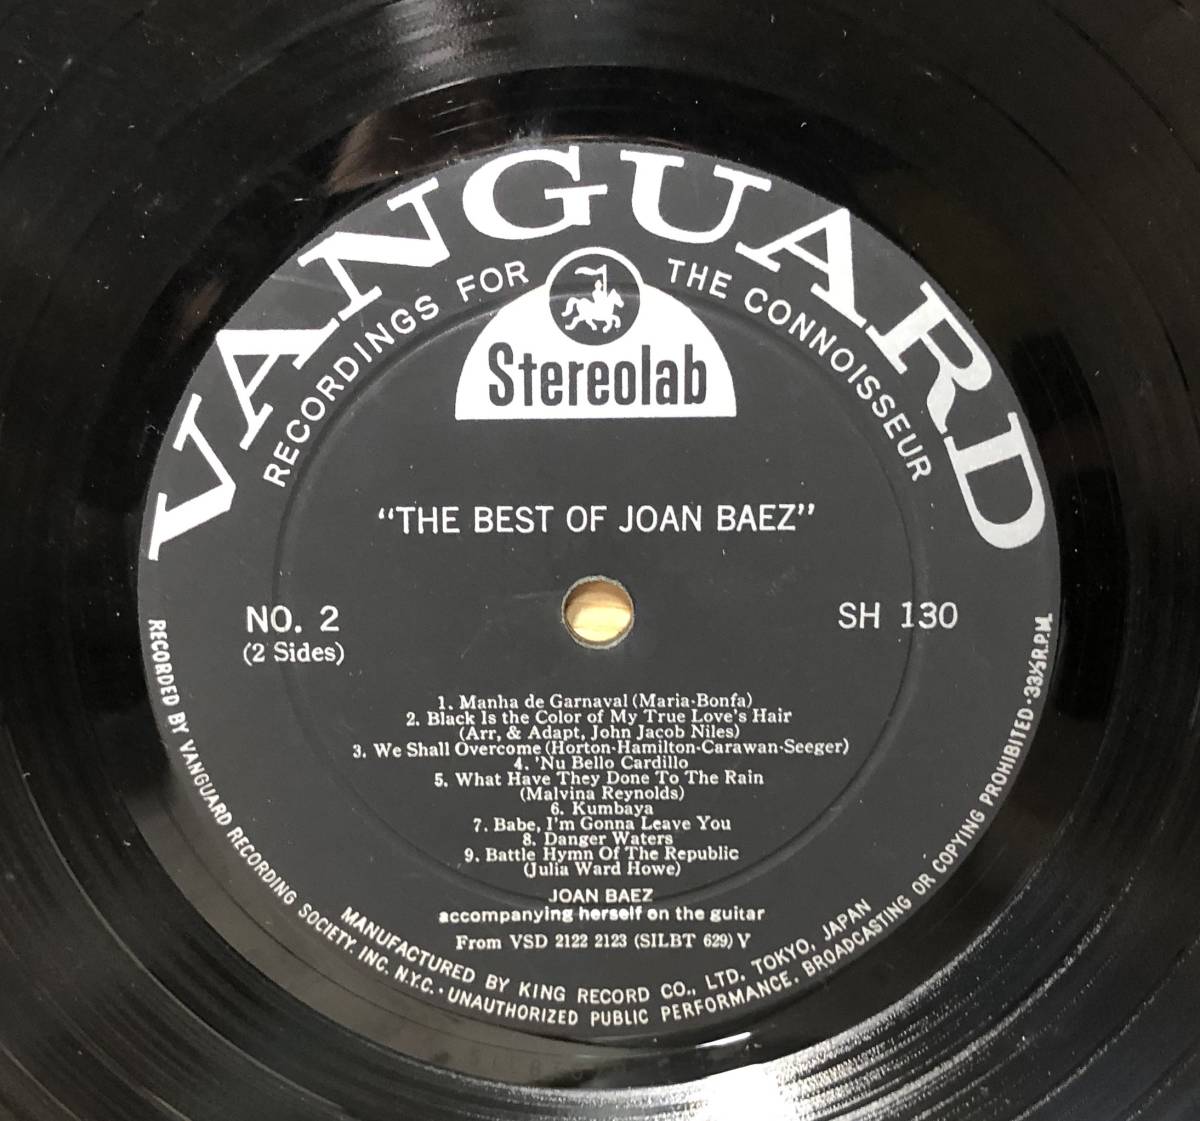 VANGUARD
RECORDINGS FOR THE CONNOISSEUR
Stereolab
“THE BEST OF JOAN BAEZ”
NO. 2
(2 Sides)
SH 130
1. Manha de Garnaval (Maria-Bonfa)
2. Black Is the Color of My True Love's Hair
(Arr, & Adapt, John Jacob Niles)
3. We Shall Overcome (Horton-Hamilton-Carawan-Seeger)
4. 'Nu Bello Cardillo
5. What Have They Done To The Rain
(Malvina Reynolds)
6. Kumbaya
7. Babe, I'm Gonna Leave You
8. Danger Waters
9. Battle Hymn Of The Republic
(Julia Ward Howe)
JOAN BAEZ
accompanying herself on the guitar
From VSD 2122 2123 (SILBT 629) V
MANUFACTURED BY KING RECORD CO., LTD. TOKYO, JAPAN
RECORDED BY VANGUARD RECORDING SOCIETY, INC. N.Y.C. · UNAUTHORIZED PUBLIC PERFORMANCE, BROADCASTING OR COPYING PROHIBITED · 33⅓ R.P.M.